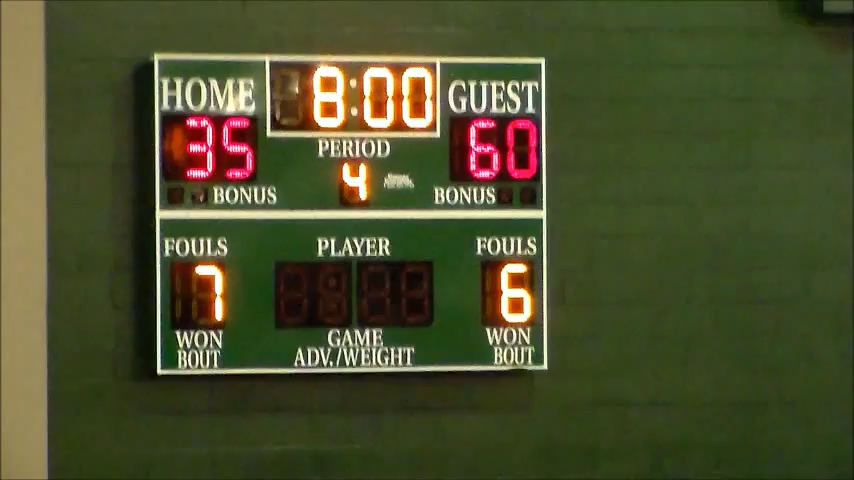 HOME 8:00 GUEST
35 PERIOD 60
4
BONUS BONUS
FOULS PLAYER FOULS
7 6
WON GAME WON
BOUT ADV./WEIGHT BOUT